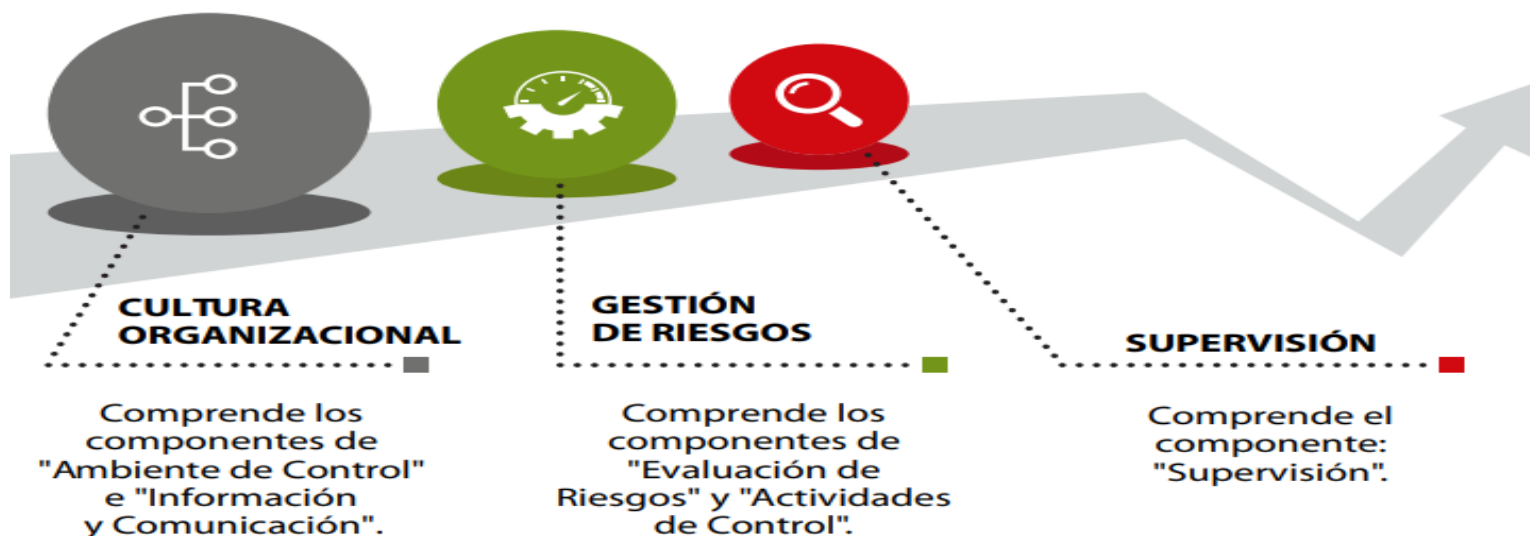 CULTURA
ORGANIZACIONAL
Comprende los
componentes de
"Ambiente de Control"
e "Información
y Comunicación".
GESTIÓN
DE RIESGOS
Comprende los
componentes de
"Evaluación de
Riesgos" y "Actividades
de Control".
SUPERVISIÓN
Comprende el
componente:
"Supervisión".